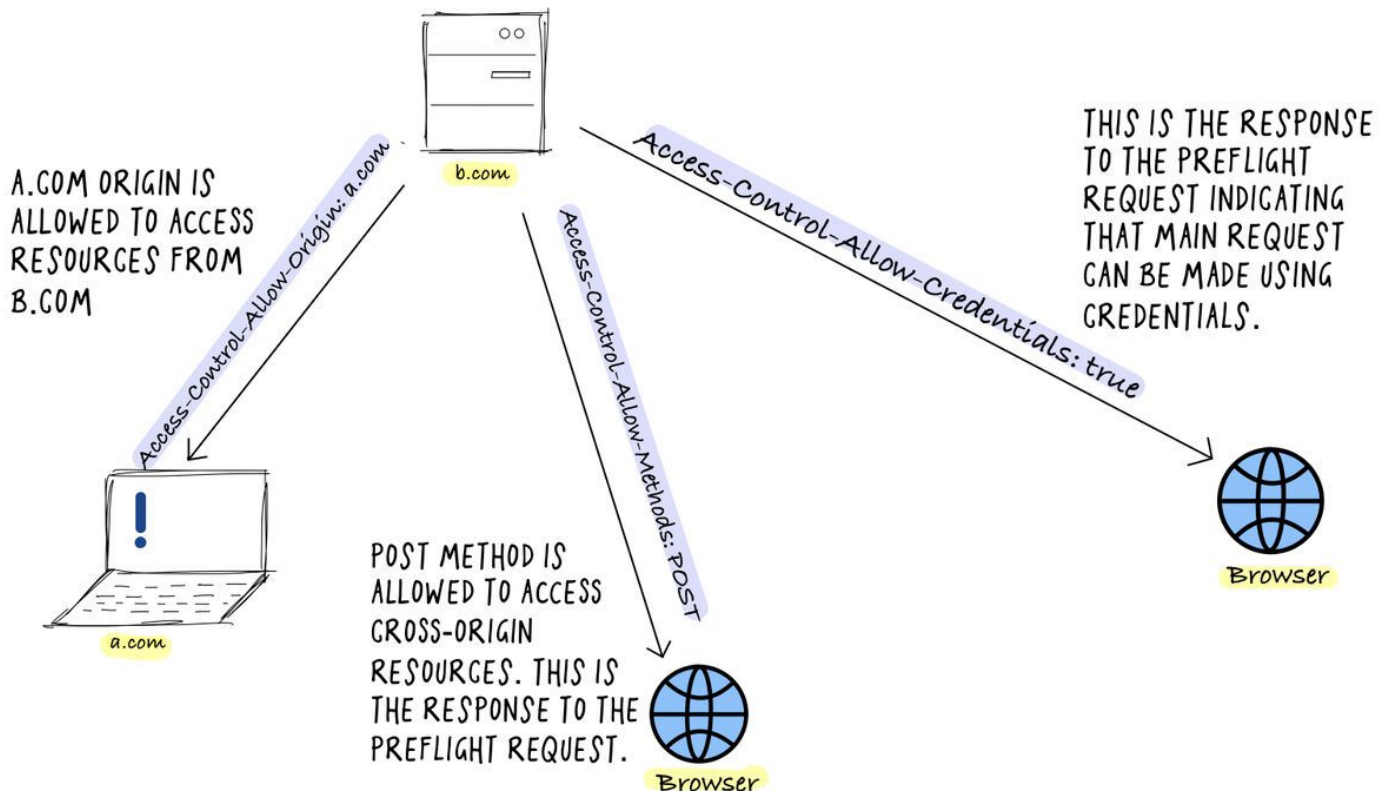 b.com
A.COM ORIGIN IS
ALLOWED TO ACCESS
RESOURCES FROM
B.COM
Access-Control-Allow-Origin: a.com
a.com
Access-Control-Allow-Methods: POST
POST METHOD IS
ALLOWED TO ACCESS
CROSS-ORIGIN
RESOURCES. THIS IS
THE RESPONSE TO THE
PREFLIGHT REQUEST.
Browser
Access-Control-Allow-Credentials: true
THIS IS THE RESPONSE
TO THE PREFLIGHT
REQUEST INDICATING
THAT MAIN REQUEST
CAN BE MADE USING
CREDENTIALS.
Browser